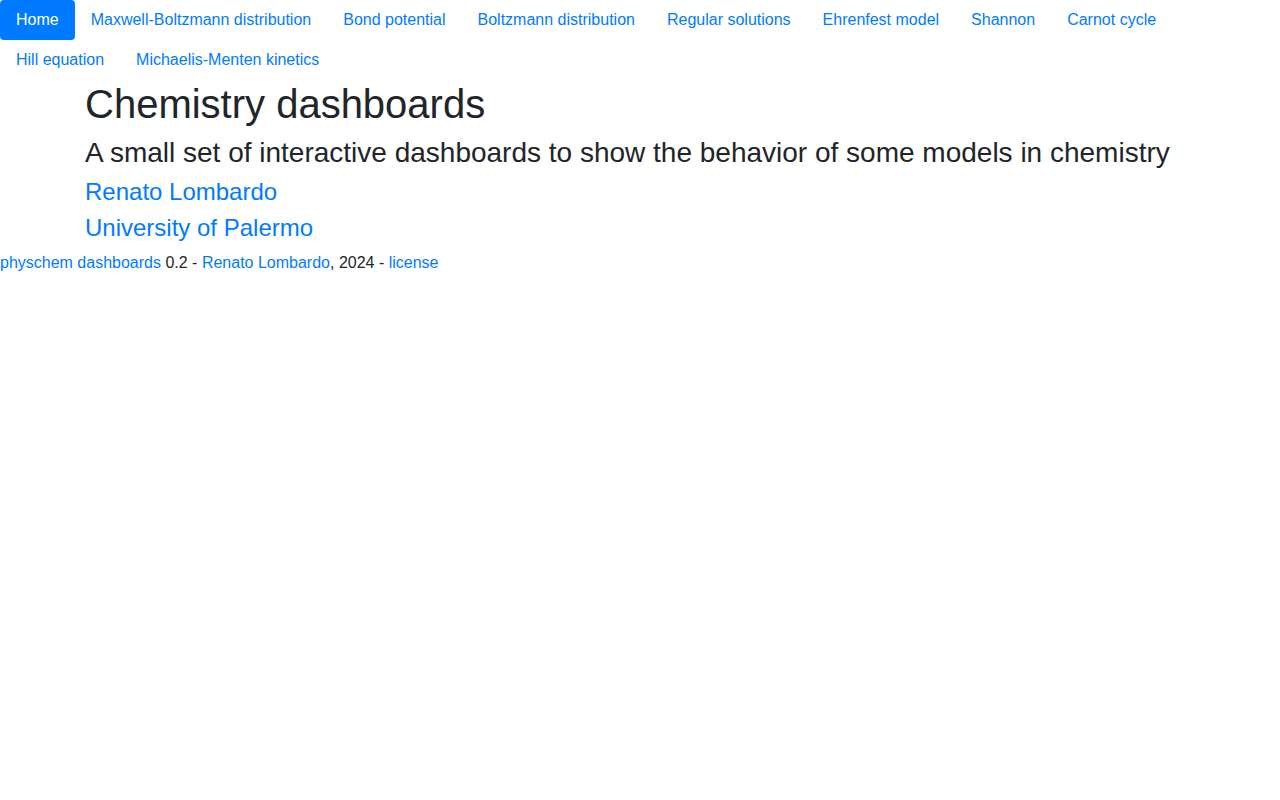 Home Maxwell-Boltzmann distribution Bond potential Boltzmann distribution Regular solutions Ehrenfest model Shannon Carnot cycle
Hill equation Michaelis-Menten kinetics
Chemistry dashboards
A small set of interactive dashboards to show the behavior of some models in chemistry
Renato Lombardo
University of Palermo
physchem dashboards 0.2 - Renato Lombardo, 2024 - license